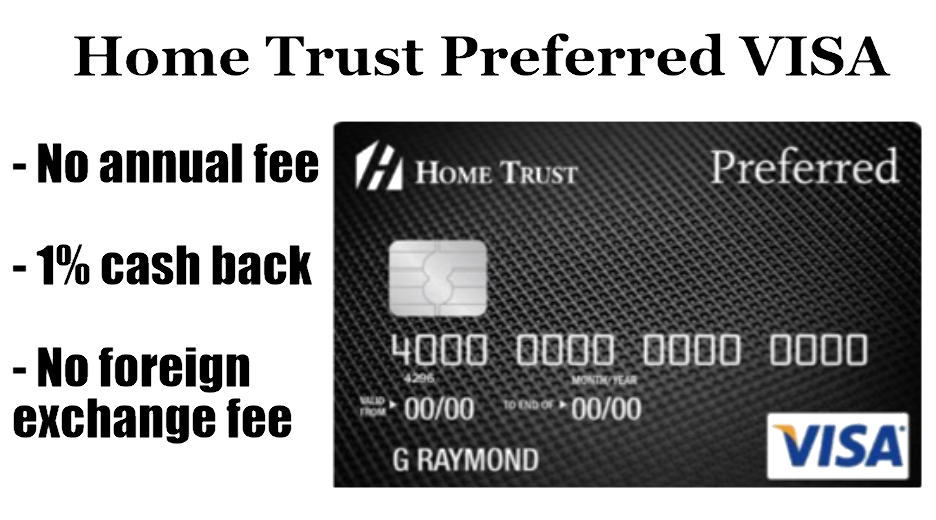 Home Trust Preferred VISA
- No annual fee
- 1% cash back
- No foreign
exchange fee
HOME TRUST
Preferred
4000 0000 0000 0000
4296
MONTH/YEAR
VALID
FROM
00/00
TO END OF
00/00
G RAYMOND
VISA